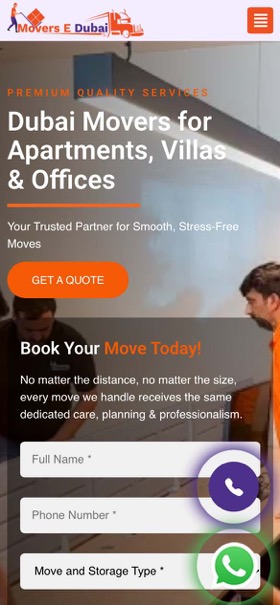 Movers E Dubai
PREMIUM QUALITY SERVICES
Dubai Movers for
Apartments, Villas
& Offices
Your Trusted Partner for Smooth, Stress-Free
Moves
GET A QUOTE
Book Your Move Today!
No matter the distance, no matter the size,
every move we handle receives the same
dedicated care, planning & professionalism.
Full Name *
Phone Number *
Move and Storage Type *